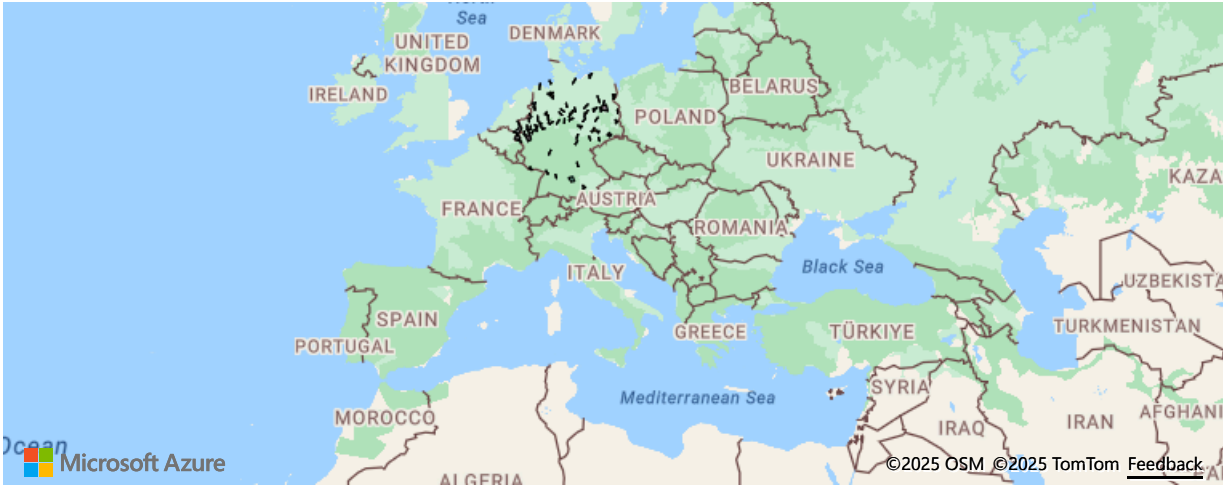 Sea
DENMARK
UNITED
KINGDOM
IRELAND
BELARUS
POLAND
UKRAINE
KAZA
FRANCE
AUSTRIA
ROMANIA
Black Sea
ITALY
UZBEKISTA
SPAIN
GREECE
TÜRKIYE
TURKMENISTAN
PORTUGAL
SYRIA
Mediterranean Sea
MOROCCO
IRAQ
IRAN
AFGHANI
Ocean
Microsoft Azure
©2025 OSM ©2025 TomTom Feedback
ALGERIA